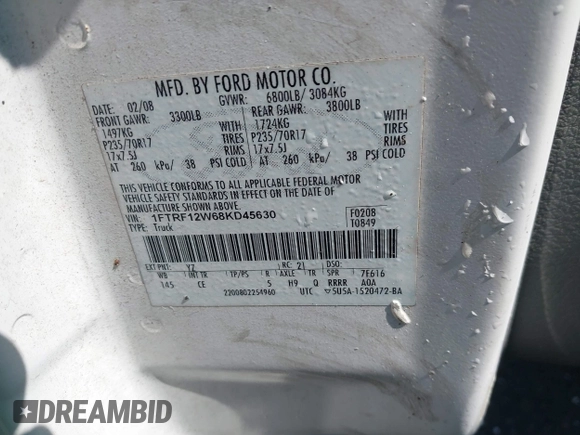 MFD. BY FORD MOTOR CO.
DATE: 02/08 GVWR: 6800LB/ 3084KG
FRONT GAWR: 3300LB REAR GAWR: 3800LB
1497KG WITH 1724KG WITH
P235/70R17 TIRES P235/70R17 TIRES
17x7.5J RIMS 17x7.5J RIMS
AT 260 kPa/ 38 PSI COLD AT 260 kPa/ 38 PSI COLD
THIS VEHICLE CONFORMS TO ALL APPLICABLE FEDERAL MOTOR
VEHICLE SAFETY STANDARDS IN EFFECT ON THE DATE OF
MANUFACTURE SHOWN ABOVE.
VIN: 1FTRF12W68KD45630 F0208
TYPE: Truck T0849
EXT PNT: YZ RC: 21 DSO:
WB INT TR TP/PS R AXLE TR SPR 7F616
145 CE 5 H9 Q RRRR A0A
2200802254960 UTC ▽5U5A-1520472-BA
DREAMBID